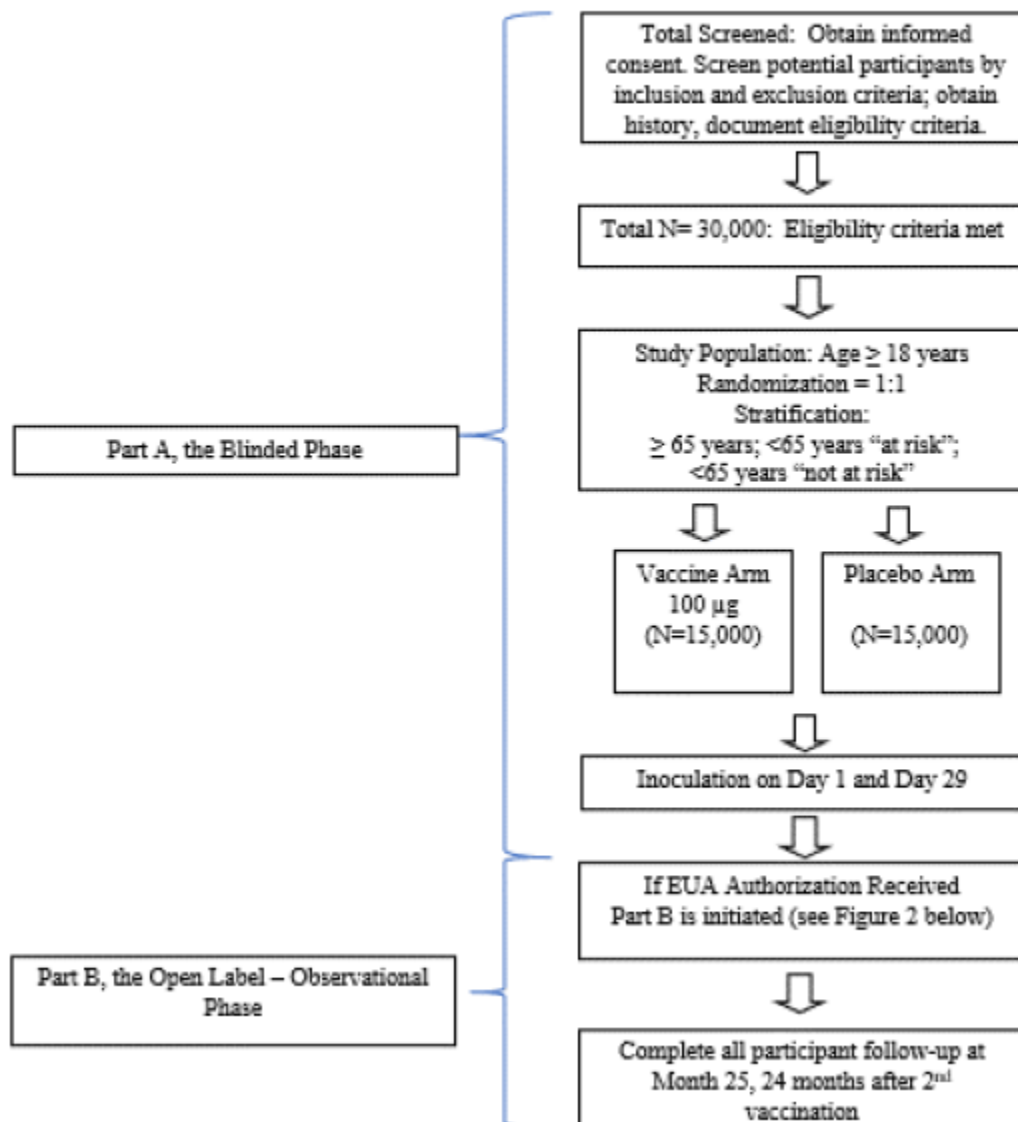 Total Screened: Obtain informed
consent. Screen potential participants by
inclusion and exclusion criteria; obtain
history, document eligibility criteria.
Total N= 30,000: Eligibility criteria met
Study Population: Age ≥ 18 years
Randomization = 1:1
Stratification:
≥ 65 years; <65 years “at risk”;
<65 years “not at risk”
Part A, the Blinded Phase
Vaccine Arm
100 µg
(N=15,000)
Placebo Arm
(N=15,000)
Inoculation on Day 1 and Day 29
If EUA Authorization Received
Part B is initiated (see Figure 2 below)
Part B, the Open Label – Observational
Phase
Complete all participant follow-up at
Month 25, 24 months after 2nd
vaccination